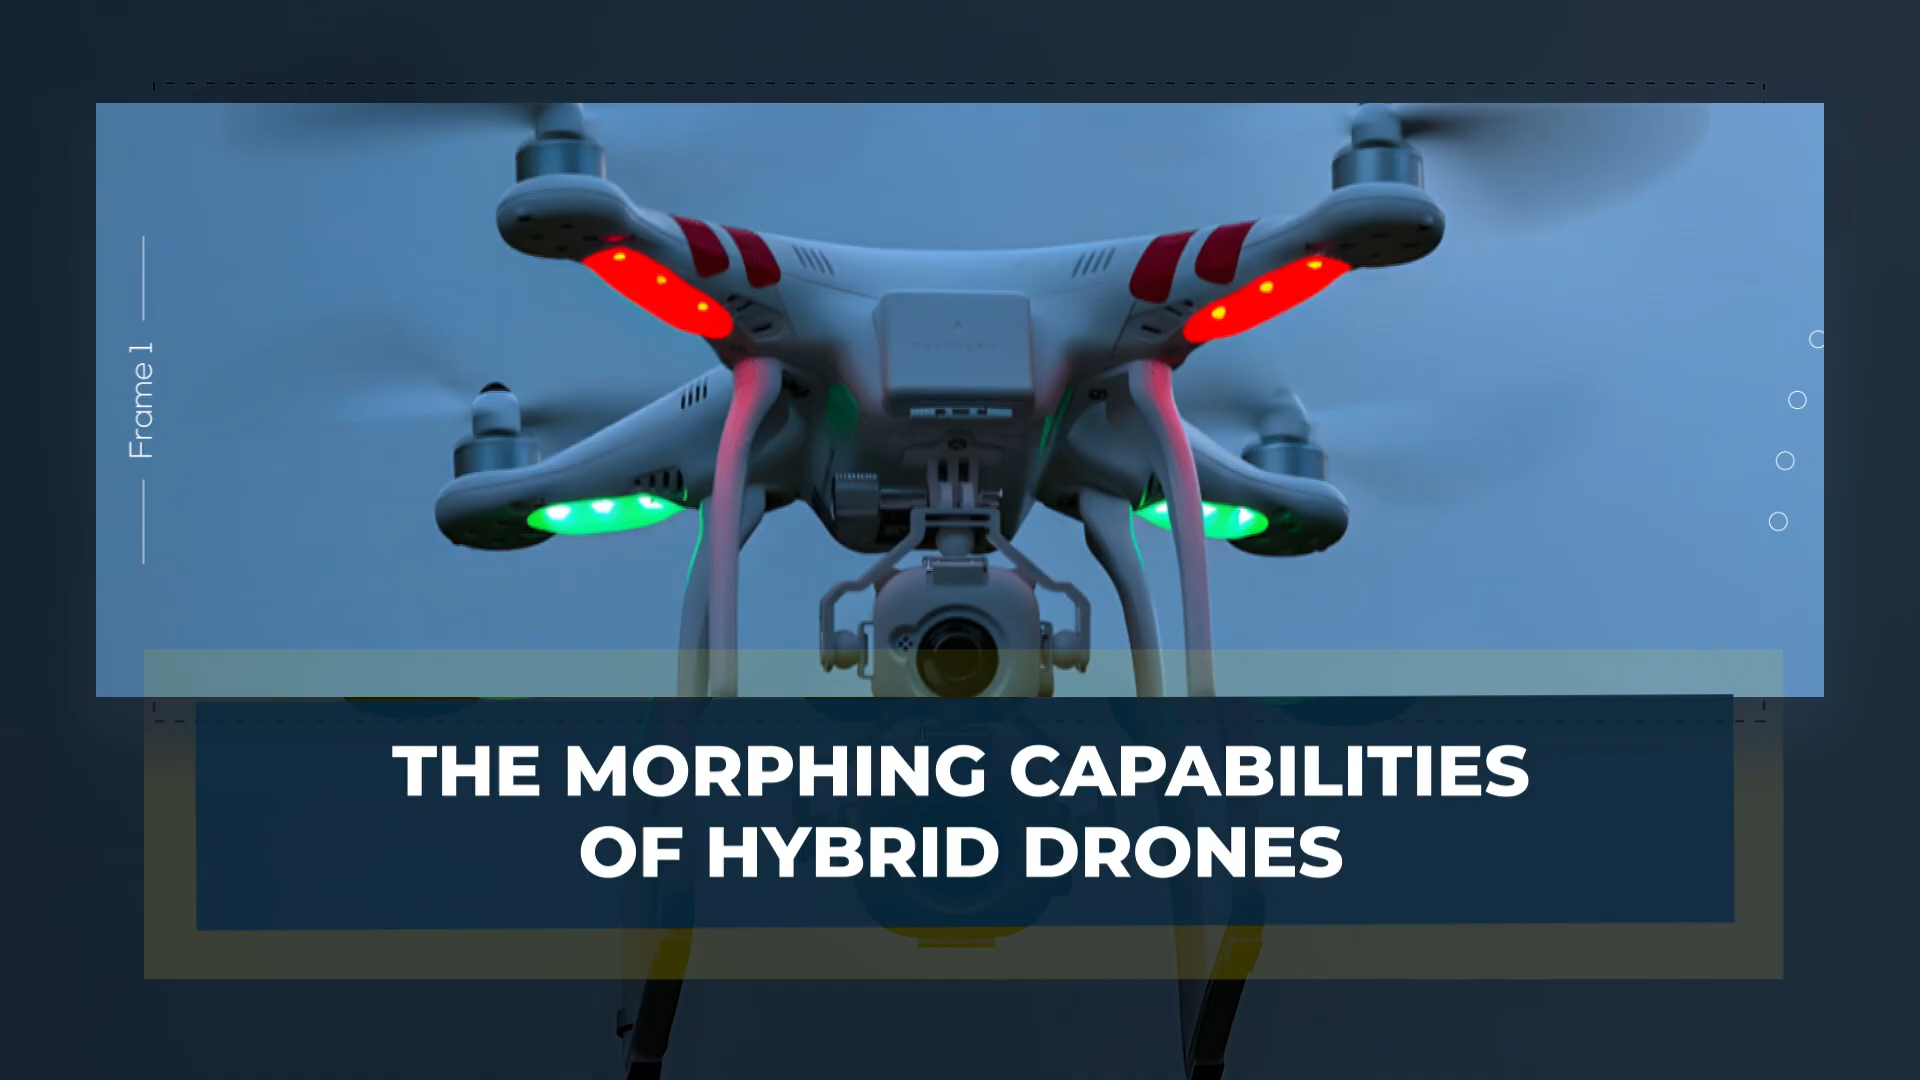 Frame 1
THE MORPHING CAPABILITIES
OF HYBRID DRONES